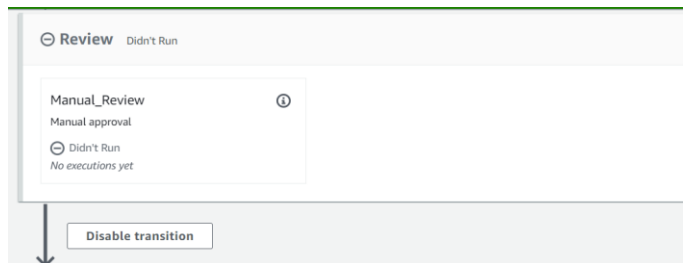 Review Didn't Run
Manual_Review
Manual approval
Didn't Run
No executions yet
Disable transition